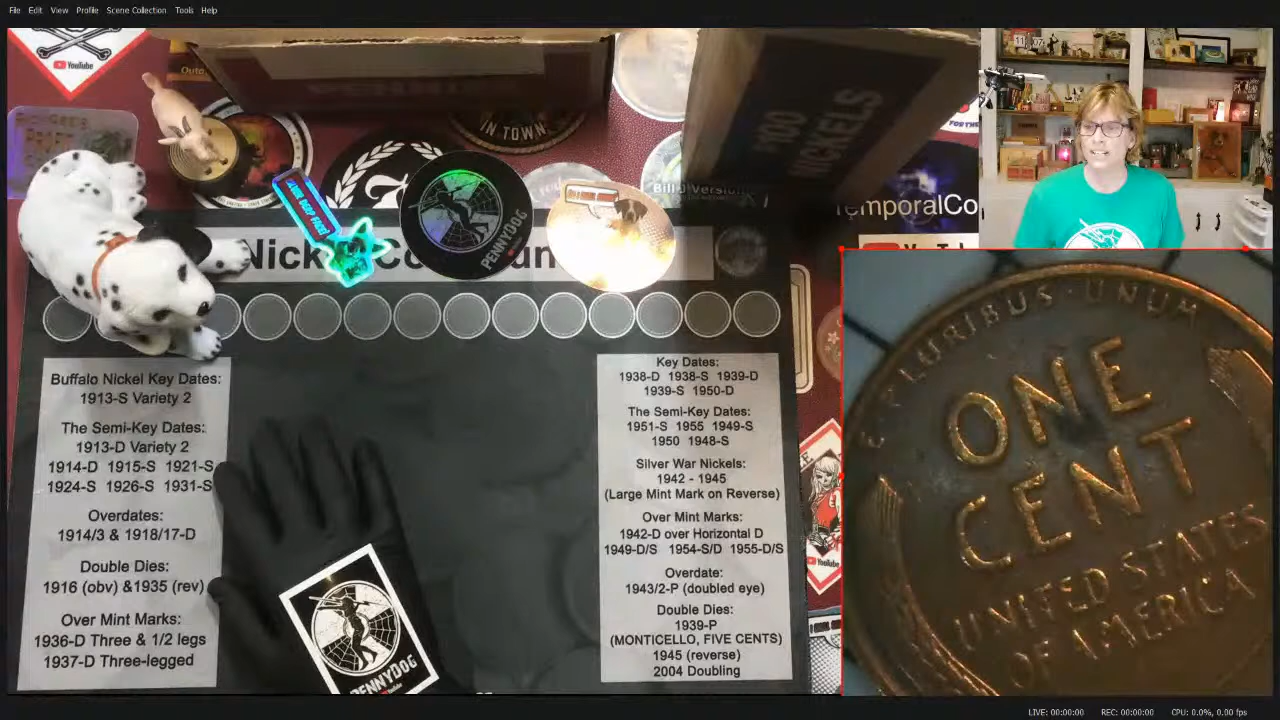 File Edit View Profile Scene Collection Tools Help
YouTube
IN TOWN
NICKELS
FOR THE
TemporalCo
PENNYDOG
Buffalo Nickel Key Dates:
1913-S Variety 2
The Semi-Key Dates:
1913-D Variety 2
1914-D 1915-S 1921-S
1924-S 1926-S 1931-S
Overdates:
1914/3 & 1918/17-D
Double Dies:
1916 (obv) &1935 (rev)
Over Mint Marks:
1936-D Three & 1/2 legs
1937-D Three-legged
Key Dates:
1938-D 1938-S 1939-D
1939-S 1950-D
The Semi-Key Dates:
1951-S 1955 1949-S
1950 1948-S
Silver War Nickels:
1942 - 1945
(Large Mint Mark on Reverse)
Over Mint Marks:
1942-D over Horizontal D
1949-D/S 1954-S/D 1955-D/S
Overdate:
1943/2-P (doubled eye)
Double Dies:
1939-P
(MONTICELLO, FIVE CENTS)
1945 (reverse)
2004 Doubling
PENNYDOG
YouTube
E PLURIBUS · UNUM
ONE
CENT
UNITED STATES
OF AMERICA
LIVE: 00:00:00 REC: 00:00:00 CPU: 0.0%, 0.00 fps